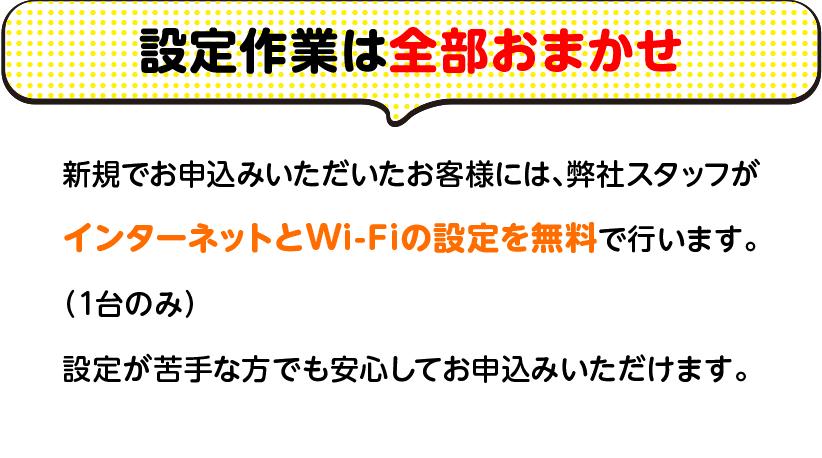 設定作業は全部おまかせ
新規でお申込みいただいたお客様には、弊社スタッフが
インターネットとWi-Fiの設定を無料で行います。
（1台のみ）
設定が苦手な方でも安心してお申込みいただけます。